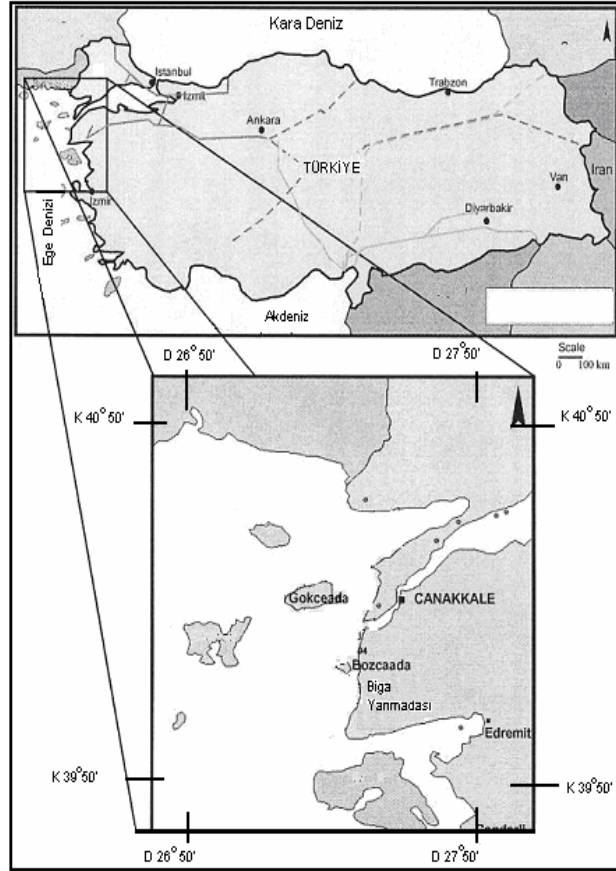 Kara Deniz
Istanbul
Izmit
Trabzon
Ankara
TÜRKİYE
Van
Iran
Diyarbakir
Izmir
Ege Denizi
Akdeniz
Scale
0 100 km
D 26°50'
D 27°50'
K 40°50'
K 40°50'
Gokceada
CANAKKALE
Bozcaada
Biga
Yarımadası
Edremit
K 39°50'
K 39°50'
D 26°50'
D 27°50'